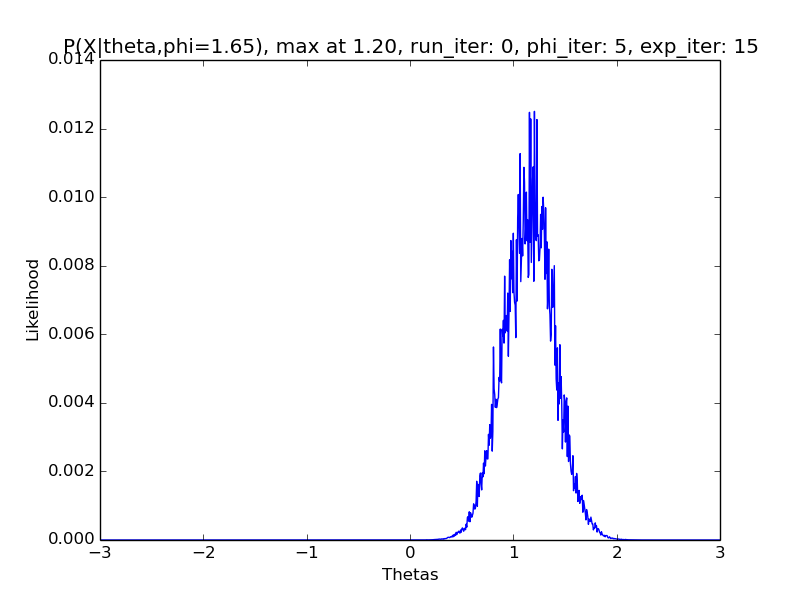 P(X|theta,phi=1.65), max at 1.20, run_iter: 0, phi_iter: 5, exp_iter: 15
0.014
0.012
0.010
0.008
0.006
0.004
0.002
0.000
Likelihood
−3 −2 −1 0 1 2 3
Thetas